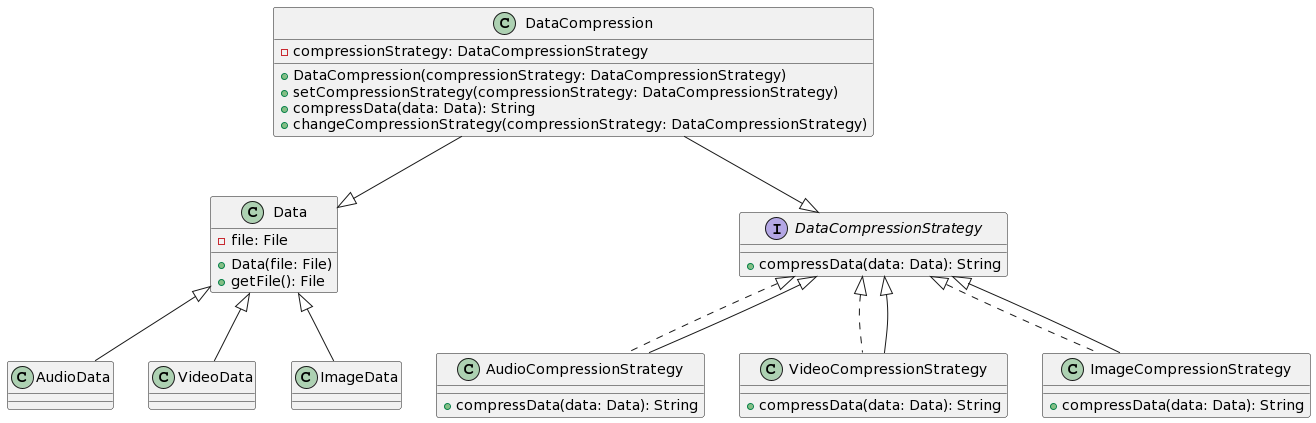 C DataCompression
compressionStrategy: DataCompressionStrategy
DataCompression(compressionStrategy: DataCompressionStrategy)
setCompressionStrategy(compressionStrategy: DataCompressionStrategy)
compressData(data: Data): String
changeCompressionStrategy(compressionStrategy: DataCompressionStrategy)
C Data
file: File
Data(file: File)
getFile(): File
I DataCompressionStrategy
compressData(data: Data): String
C AudioData
C VideoData
C ImageData
C AudioCompressionStrategy
compressData(data: Data): String
C VideoCompressionStrategy
compressData(data: Data): String
C ImageCompressionStrategy
compressData(data: Data): String